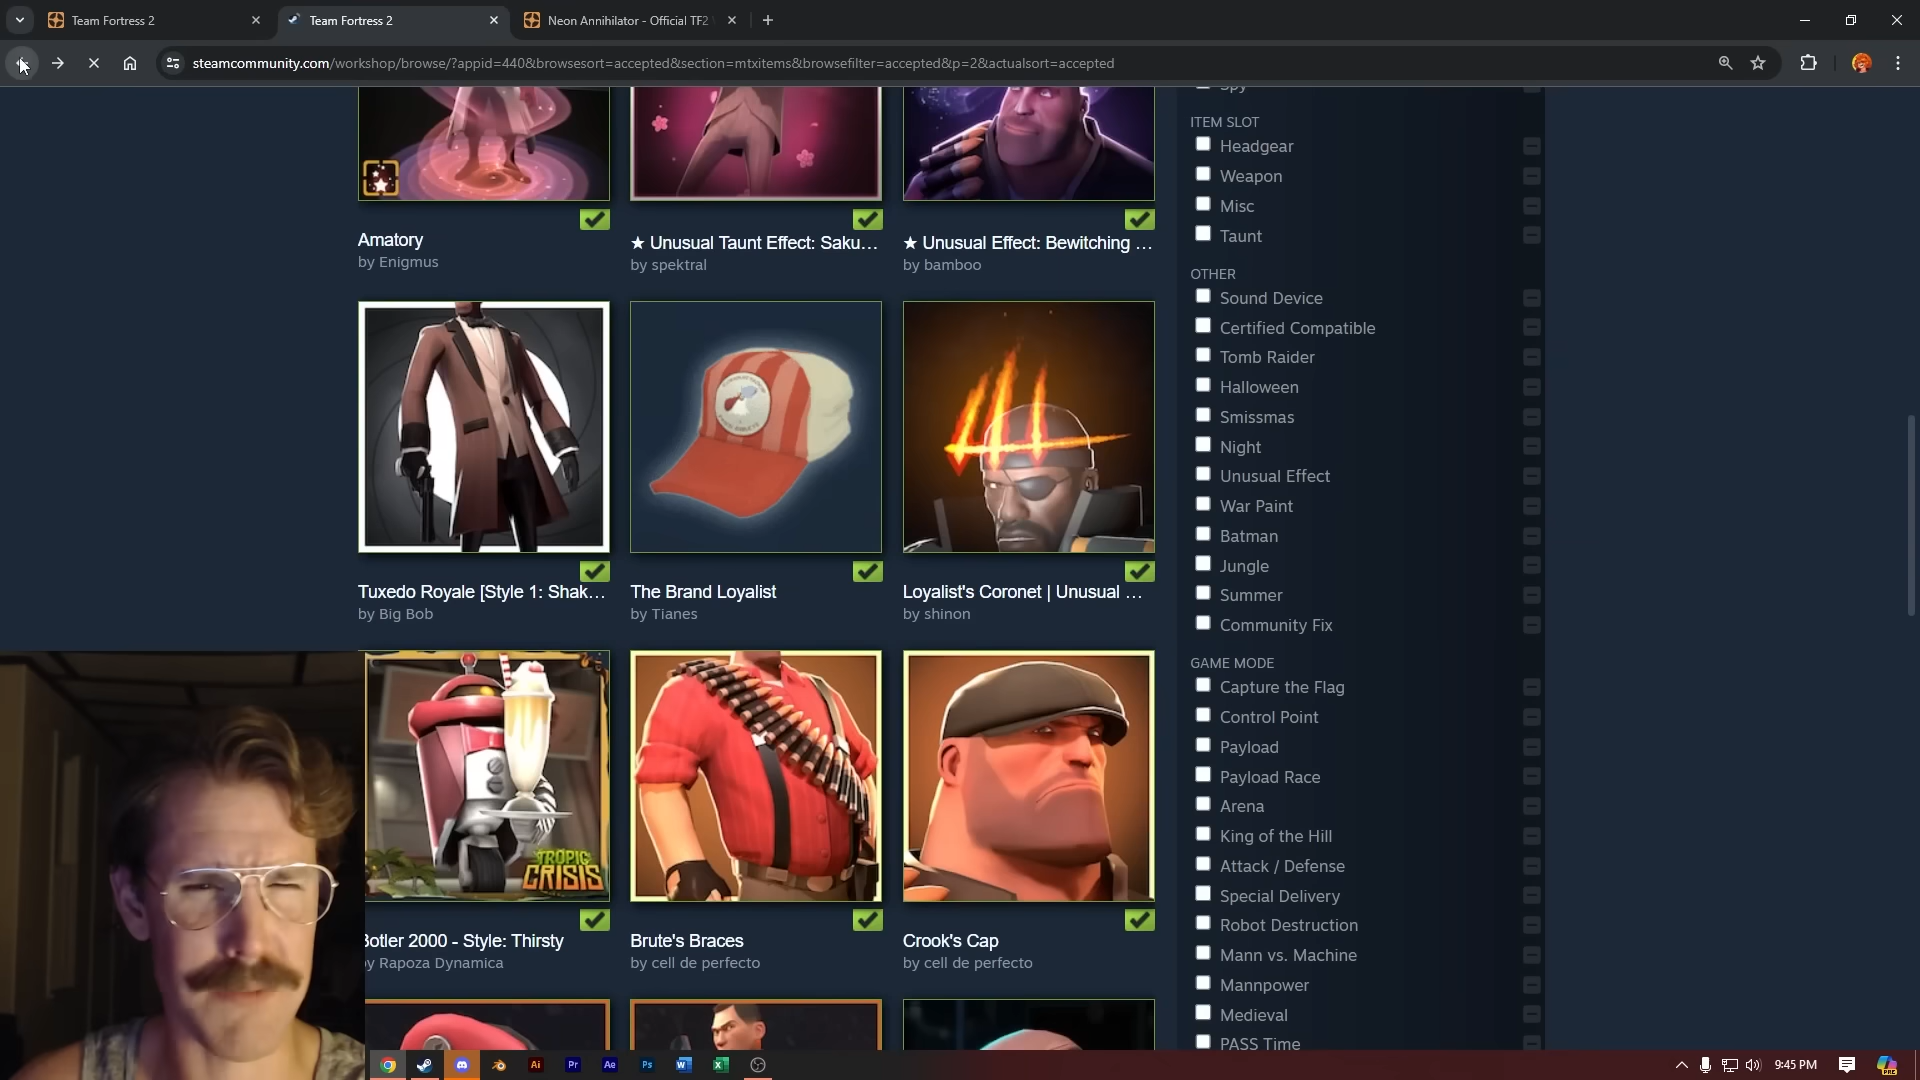 Team Fortress 2
Team Fortress 2
Neon Annihilator - Official TF2
steamcommunity.com/workshop/browse/?appid=440&browsesort=accepted&section=mtxitems&browsefilter=accepted&p=2&actualsort=accepted
Spy
ITEM SLOT
Headgear
Weapon
Misc
Taunt
Amatory
by Enigmus
★ Unusual Taunt Effect: Saku...
by spektral
★ Unusual Effect: Bewitching ...
by bamboo
OTHER
Sound Device
Certified Compatible
Tomb Raider
Halloween
Smissmas
Night
Unusual Effect
War Paint
Batman
Jungle
Summer
Community Fix
Tuxedo Royale [Style 1: Shak...
by Big Bob
The Brand Loyalist
by Tianes
Loyalist's Coronet | Unusual ...
by shinon
GAME MODE
Capture the Flag
Control Point
Payload
Payload Race
Arena
King of the Hill
Attack / Defense
Special Delivery
Robot Destruction
Mann vs. Machine
Mannpower
Medieval
PASS Time
TROPIC
CRISIS
Botler 2000 - Style: Thirsty
by Rapoza Dynamica
Brute's Braces
by cell de perfecto
Crook's Cap
by cell de perfecto
Ai
Pr
Ae
Ps
W
X
9:45 PM
PRE